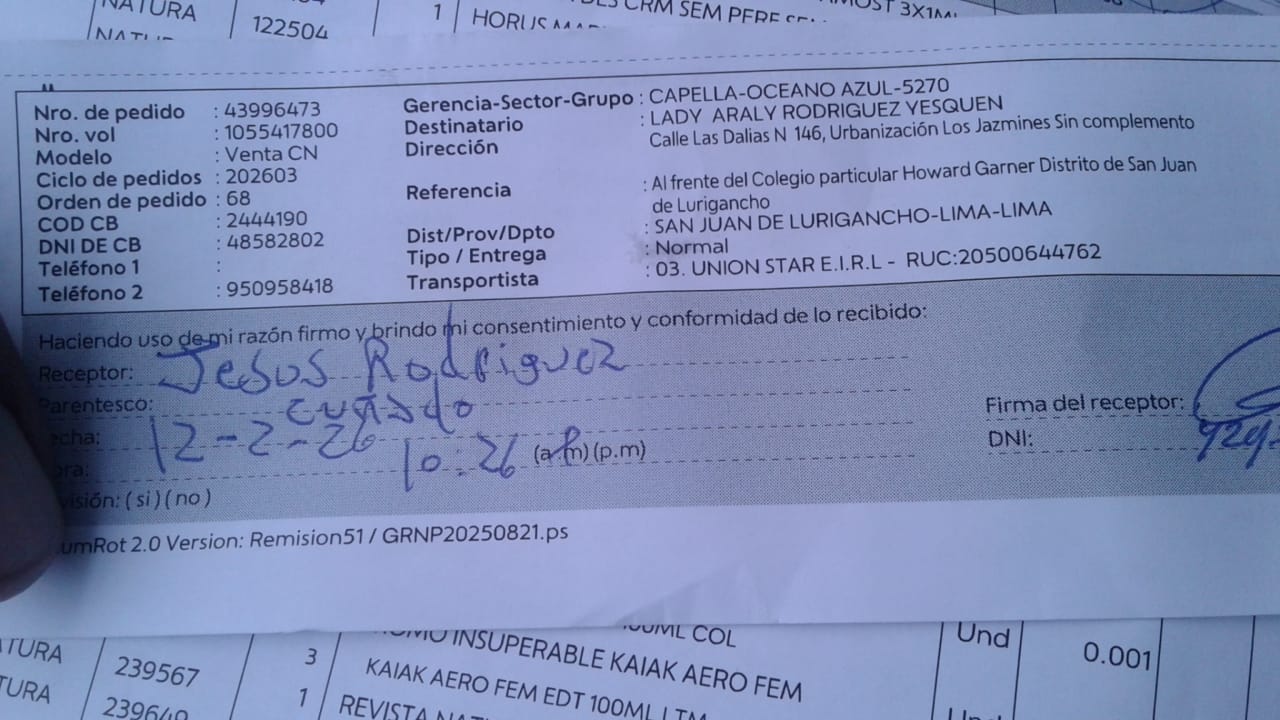 NATURA 122504 1 HORUS
CRM SEM 3X1
Nro. de pedido : 43996473
Nro. vol : 1055417800
Modelo : Venta CN
Ciclo de pedidos : 202603
Orden de pedido : 68
COD CB : 2444190
DNI DE CB : 48582802
Teléfono 1 :
Teléfono 2 : 950958418
Gerencia-Sector-Grupo : CAPELLA-OCEANO AZUL-5270
Destinatario : LADY ARALY RODRIGUEZ YESQUEN
Dirección Calle Las Dalias N 146, Urbanización Los Jazmines Sin complemento
Referencia : Al frente del Colegio particular Howard Garner Distrito de San Juan
de Lurigancho
Dist/Prov/Dpto : SAN JUAN DE LURIGANCHO-LIMA-LIMA
Tipo / Entrega : Normal
Transportista : 03. UNION STAR E.I.R.L - RUC:20500644762
Haciendo uso de mi razón firmo y brindo mi consentimiento y conformidad de lo recibido:
Receptor: Jesus Rodriguez
Parentesco: cuñado
12-2-26
10:26 (a.m) (p.m)
( si ) ( no )
Firma del receptor:
DNI:
2.0 Version: Remision51 / GRNP20250821.ps
COL
INSUPERABLE KAIAK AERO FEM Und 0.001
239567 3 KAIAK AERO FEM EDT 100ML
1 REVISTA